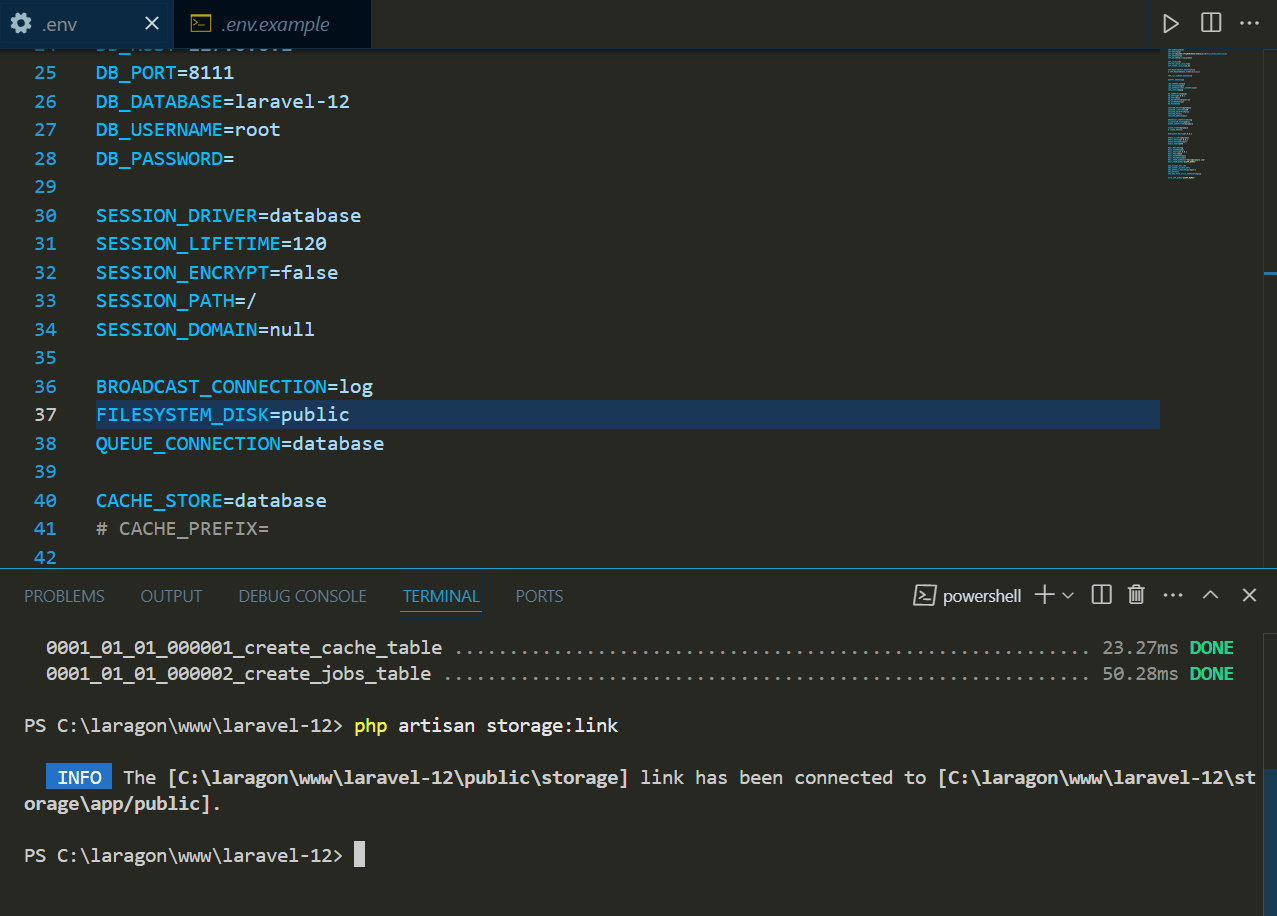 .env
.env.example
25 DB_PORT=8111
26 DB_DATABASE=laravel-12
27 DB_USERNAME=root
28 DB_PASSWORD=
29
30 SESSION_DRIVER=database
31 SESSION_LIFETIME=120
32 SESSION_ENCRYPT=false
33 SESSION_PATH=/
34 SESSION_DOMAIN=null
35
36 BROADCAST_CONNECTION=log
37 FILESYSTEM_DISK=public
38 QUEUE_CONNECTION=database
39
40 CACHE_STORE=database
41 # CACHE_PREFIX=
42
PROBLEMS OUTPUT DEBUG CONSOLE TERMINAL PORTS powershell
0001_01_01_000001_create_cache_table .......................................................... 23.27ms DONE
0001_01_01_000002_create_jobs_table ........................................................... 50.28ms DONE
PS C:\laragon\www\laravel-12> php artisan storage:link
INFO The [C:\laragon\www\laravel-12\public\storage] link has been connected to [C:\laragon\www\laravel-12\st
orage\app/public].
PS C:\laragon\www\laravel-12>